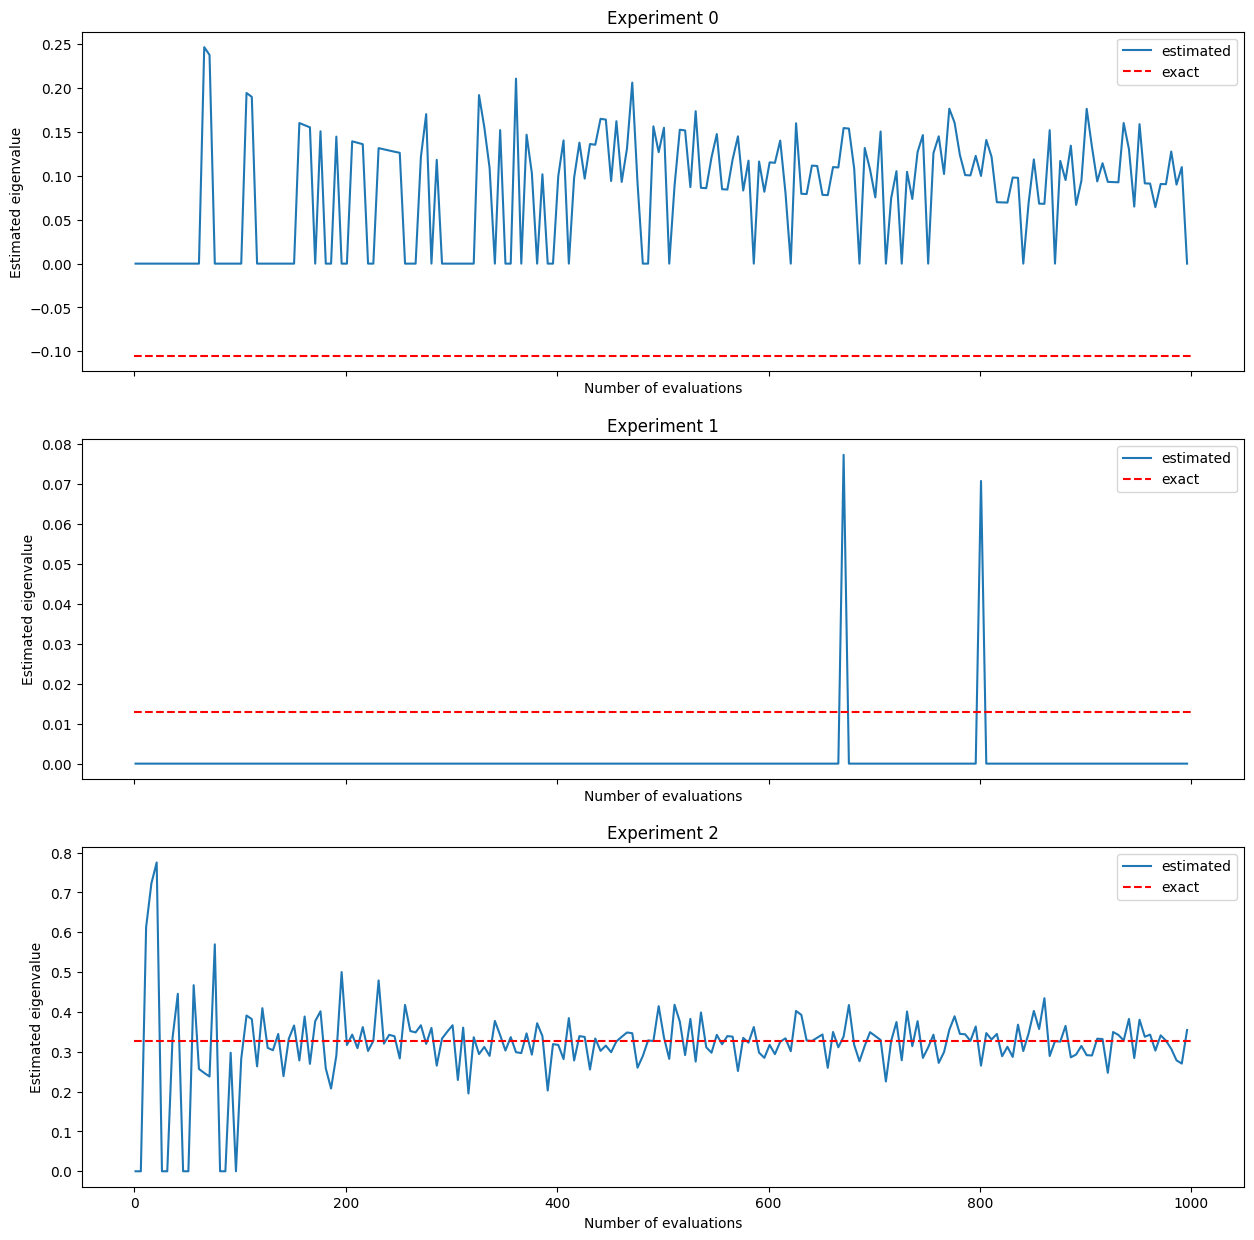 Experiment 0
0.25
0.20
0.15
0.10
0.05
0.00
−0.05
−0.10
Estimated eigenvalue
estimated
exact
Number of evaluations
Experiment 1
0.08
0.07
0.06
0.05
0.04
0.03
0.02
0.01
0.00
Estimated eigenvalue
estimated
exact
Number of evaluations
Experiment 2
0.8
0.7
0.6
0.5
0.4
0.3
0.2
0.1
0.0
Estimated eigenvalue
estimated
exact
0 200 400 600 800 1000
Number of evaluations